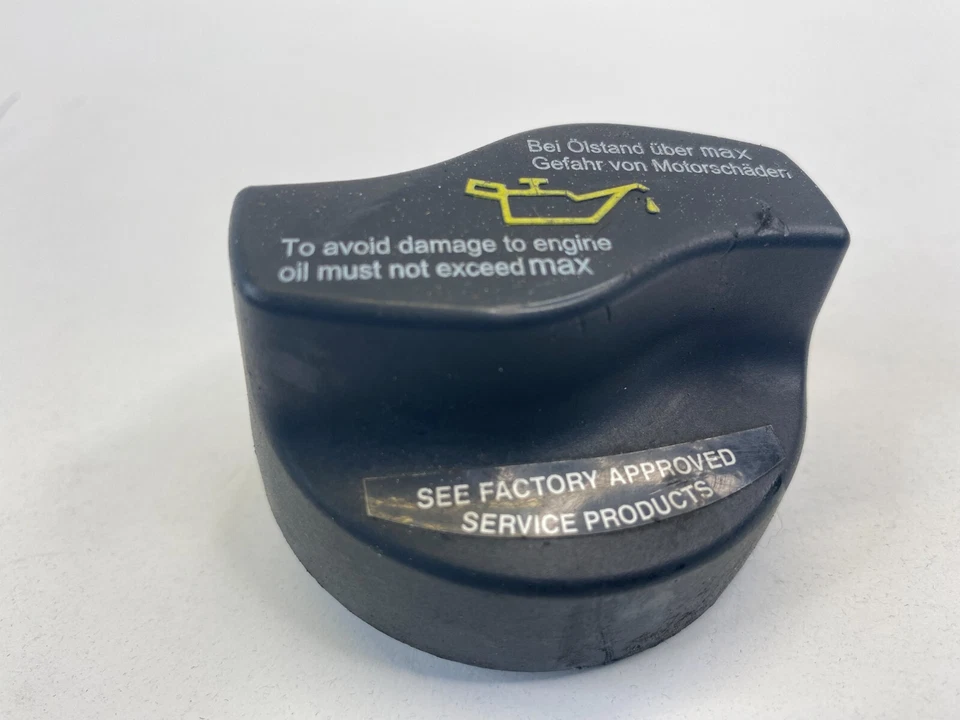 Bei Ölstand über max
Gefahr von Motorschäden
To avoid damage to engine
oil must not exceed max
SEE FACTORY APPROVED
SERVICE PRODUCTS